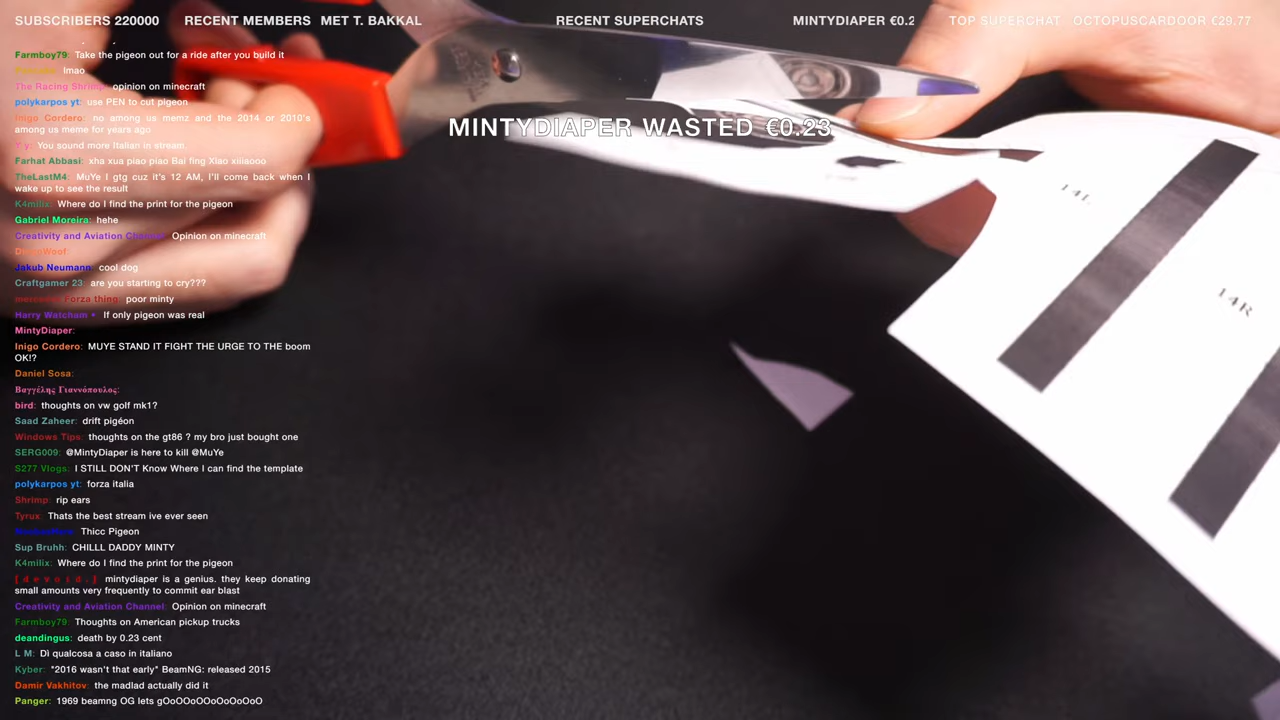 SUBSCRIBERS 220000 RECENT MEMBERS MET T. BAKKAL RECENT SUPERCHATS MINTYDIAPER €0.2 TOP SUPERCHAT OCTOPUSCARDOOR €29.77
Farmboy79: Take the pigeon out for a ride after you build it
lmao
The Racing Shrimp: opinion on minecraft
polykarpos yt: use PEN to cut pigeon
Inigo Cordero: no among us memz and the 2014 or 2010's
among us meme for years ago
Y y: You sound more Italian in stream
Farhat Abbasi: xha xua piao piao Bai fing Xiao xiiiaooo
TheLastM4: MuYe I gtg cuz it's 12 AM, I'll come back when I
wake up to see the result
K4milix: Where do I find the print for the pigeon
Gabriel Moreira: hehe
Creativity and Aviation Channel: Opinion on minecraft
Jakub Neumann: cool dog
Craftgamer 23: are you starting to cry???
Forza thing: poor minty
Harry Watcham •: If only pigeon was real
MintyDiaper:
Inigo Cordero: MUYE STAND IT FIGHT THE URGE TO THE boom
OK!?
Daniel Sosa:
Βαγγέλης Γιαννόπουλος:
bird: thoughts on vw golf mk1?
Saad Zaheer: drift pigéon
Windows Tips: thoughts on the gt86 ? my bro just bought one
SERG009: @MintyDiaper is here to kill @MuYe
S277 Vlogs: I STILL DON'T Know Where I can find the template
polykarpos yt: forza italia
Shrimp: rip ears
Tyrux: Thats the best stream ive ever seen
Thicc Pigeon
Sup Bruhh: CHILLL DADDY MINTY
K4milix: Where do I find the print for the pigeon
[ d e v o i d . ] mintydiaper is a genius. they keep donating
small amounts very frequently to commit ear blast
Creativity and Aviation Channel: Opinion on minecraft
Farmboy79: Thoughts on American pickup trucks
deandingus: death by 0.23 cent
L M: Dì qualcosa a caso in italiano
Kyber: "2016 wasn't that early" BeamNG: released 2015
Damir Vakhitov: the madlad actually did it
Panger: 1969 beamng OG lets gOoOOoOOoOoOoOoO
MINTYDIAPER WASTED €0.23
14L
14R